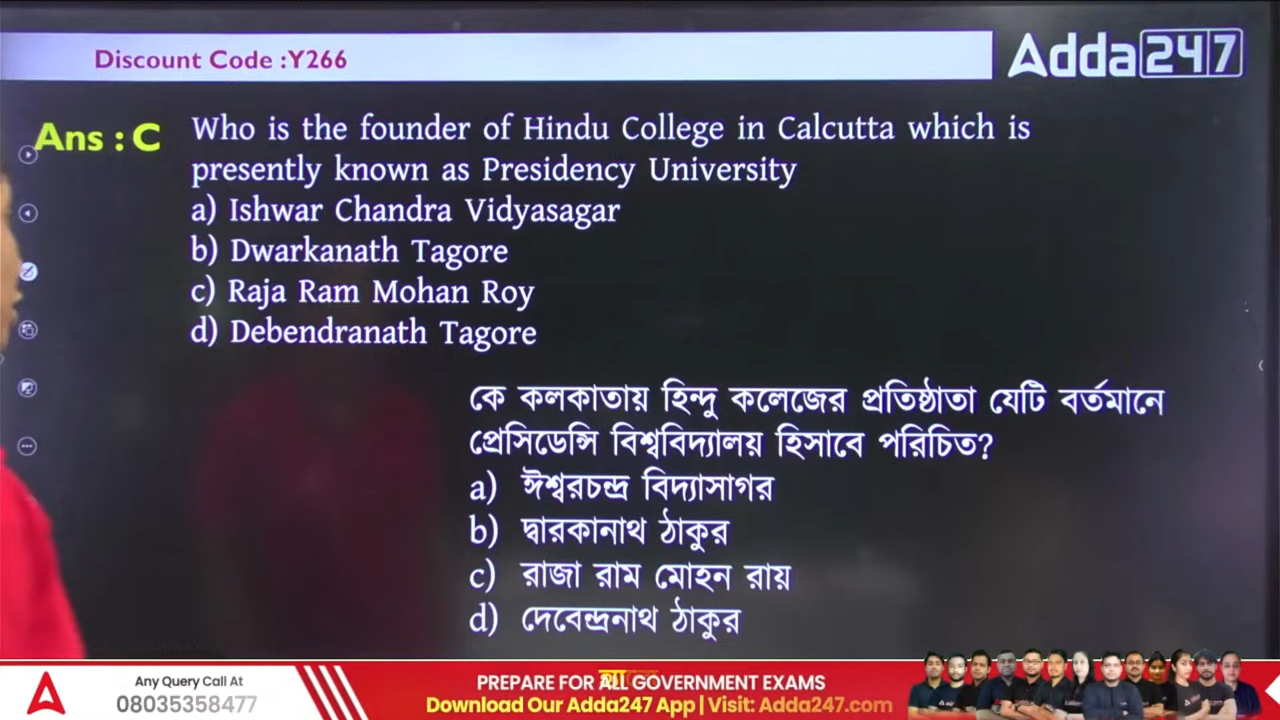 Discount Code :Y266
Adda247
Ans : C
Who is the founder of Hindu College in Calcutta which is
presently known as Presidency University
a) Ishwar Chandra Vidyasagar
b) Dwarkanath Tagore
c) Raja Ram Mohan Roy
d) Debendranath Tagore
কে কলকাতায় হিন্দু কলেজের প্রতিষ্ঠাতা যেটি বর্তমানে
প্রেসিডেন্সি বিশ্ববিদ্যালয় হিসাবে পরিচিত?
a) ঈশ্বরচন্দ্র বিদ্যাসাগর
b) দ্বারকানাথ ঠাকুর
c) রাজা রাম মোহন রায়
d) দেবেন্দ্রনাথ ঠাকুর
Any Query Call At
08035358477
PREPARE FOR ALL GOVERNMENT EXAMS
Download Our Adda247 App | Visit: Adda247.com